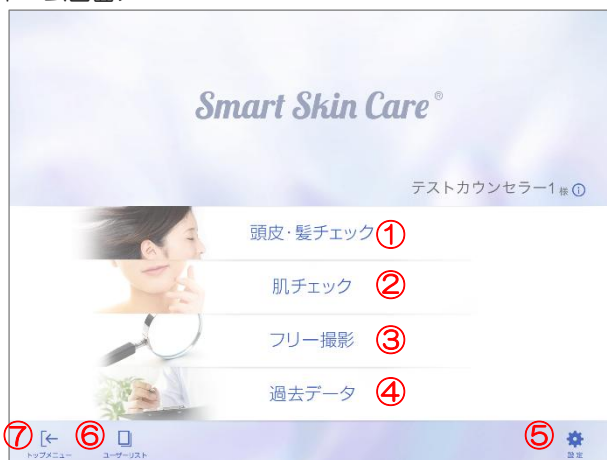 Smart Skin Care®
テストカウンセラー1 様 ⓘ
頭皮・髪チェック ①
肌チェック ②
フリー撮影 ③
過去データ ④
⑦ ⑥ ⑤
トップメニュー ユーザーリスト 設定